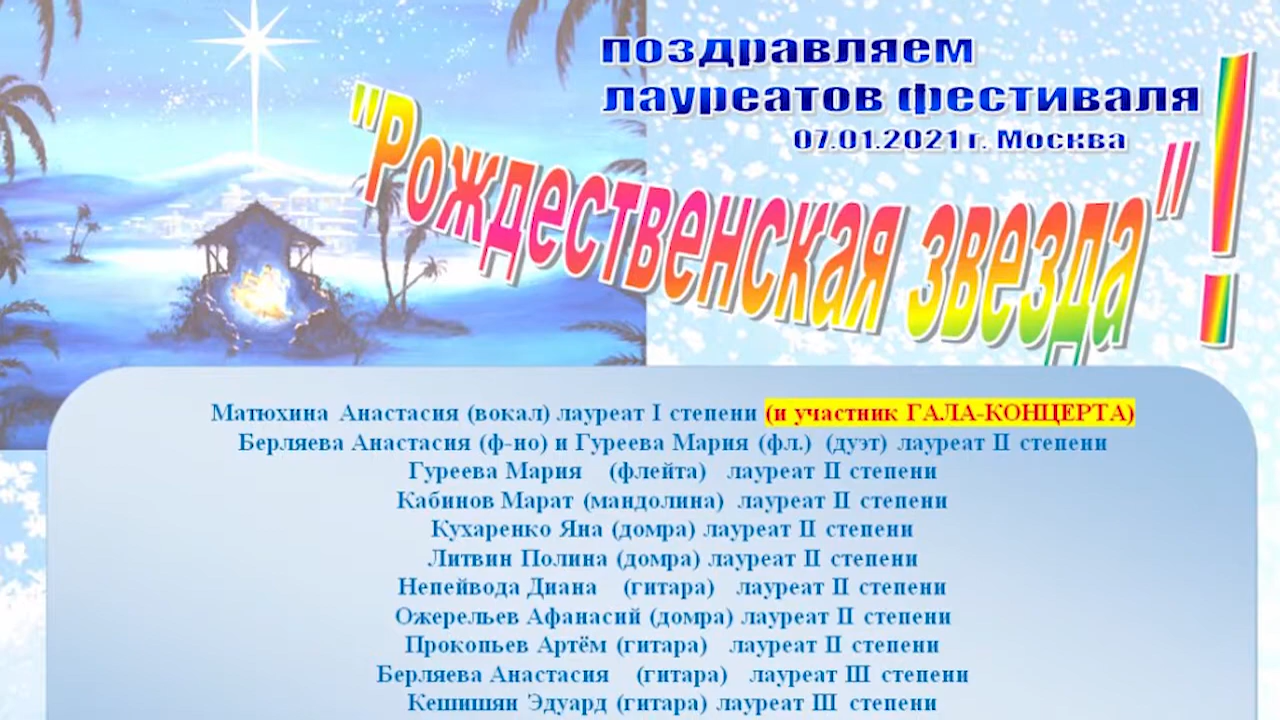 поздравляем
лауреатов фестиваля
07.01.2021 г. Москва
"Рождественская звезда"!
Матюхина Анастасия (вокал) лауреат I степени (и участник ГАЛА-КОНЦЕРТА)
Берляева Анастасия (ф-но) и Гуреева Мария (фл.) (дуэт) лауреат II степени
Гуреева Мария (флейта) лауреат II степени
Кабинов Марат (мандолина) лауреат II степени
Кухаренко Яна (домра) лауреат II степени
Литвин Полина (домра) лауреат II степени
Непейвода Диана (гитара) лауреат II степени
Ожерельев Афанасий (домра) лауреат II степени
Прокопьев Артём (гитара) лауреат II степени
Берляева Анастасия (гитара) лауреат III степени
Кешишян Эдуард (гитара) лауреат III степени